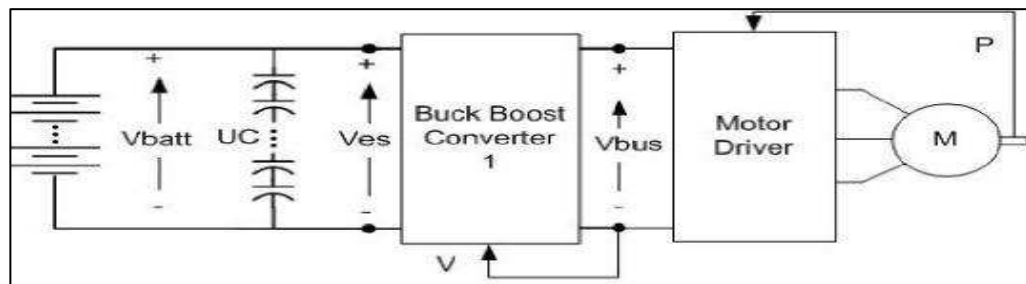 +
Vbatt
-
UC
+
Ves
-
Buck Boost
Converter
1
V
+
Vbus
-
Motor
Driver
M
P